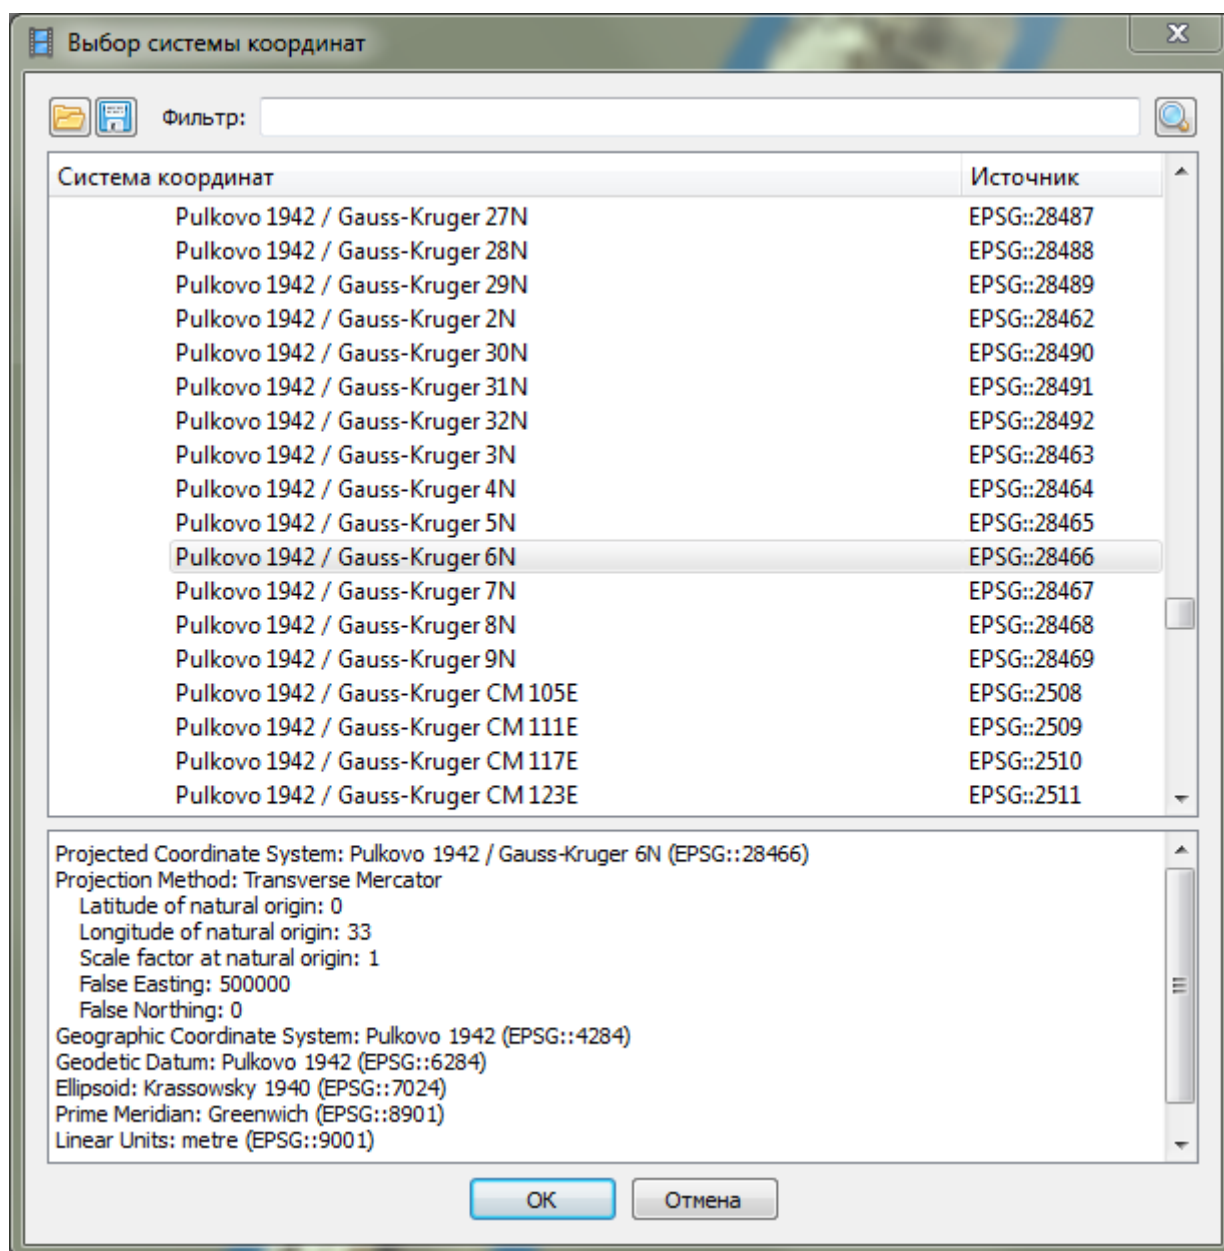 Выбор системы координат
Фильтр:
Система координат Источник
Pulkovo 1942 / Gauss-Kruger 27N EPSG::28487
Pulkovo 1942 / Gauss-Kruger 28N EPSG::28488
Pulkovo 1942 / Gauss-Kruger 29N EPSG::28489
Pulkovo 1942 / Gauss-Kruger 2N EPSG::28462
Pulkovo 1942 / Gauss-Kruger 30N EPSG::28490
Pulkovo 1942 / Gauss-Kruger 31N EPSG::28491
Pulkovo 1942 / Gauss-Kruger 32N EPSG::28492
Pulkovo 1942 / Gauss-Kruger 3N EPSG::28463
Pulkovo 1942 / Gauss-Kruger 4N EPSG::28464
Pulkovo 1942 / Gauss-Kruger 5N EPSG::28465
Pulkovo 1942 / Gauss-Kruger 6N EPSG::28466
Pulkovo 1942 / Gauss-Kruger 7N EPSG::28467
Pulkovo 1942 / Gauss-Kruger 8N EPSG::28468
Pulkovo 1942 / Gauss-Kruger 9N EPSG::28469
Pulkovo 1942 / Gauss-Kruger CM 105E EPSG::2508
Pulkovo 1942 / Gauss-Kruger CM 111E EPSG::2509
Pulkovo 1942 / Gauss-Kruger CM 117E EPSG::2510
Pulkovo 1942 / Gauss-Kruger CM 123E EPSG::2511
Projected Coordinate System: Pulkovo 1942 / Gauss-Kruger 6N (EPSG::28466)
Projection Method: Transverse Mercator
Latitude of natural origin: 0
Longitude of natural origin: 33
Scale factor at natural origin: 1
False Easting: 500000
False Northing: 0
Geographic Coordinate System: Pulkovo 1942 (EPSG::4284)
Geodetic Datum: Pulkovo 1942 (EPSG::6284)
Ellipsoid: Krassowsky 1940 (EPSG::7024)
Prime Meridian: Greenwich (EPSG::8901)
Linear Units: metre (EPSG::9001)
OK Отмена